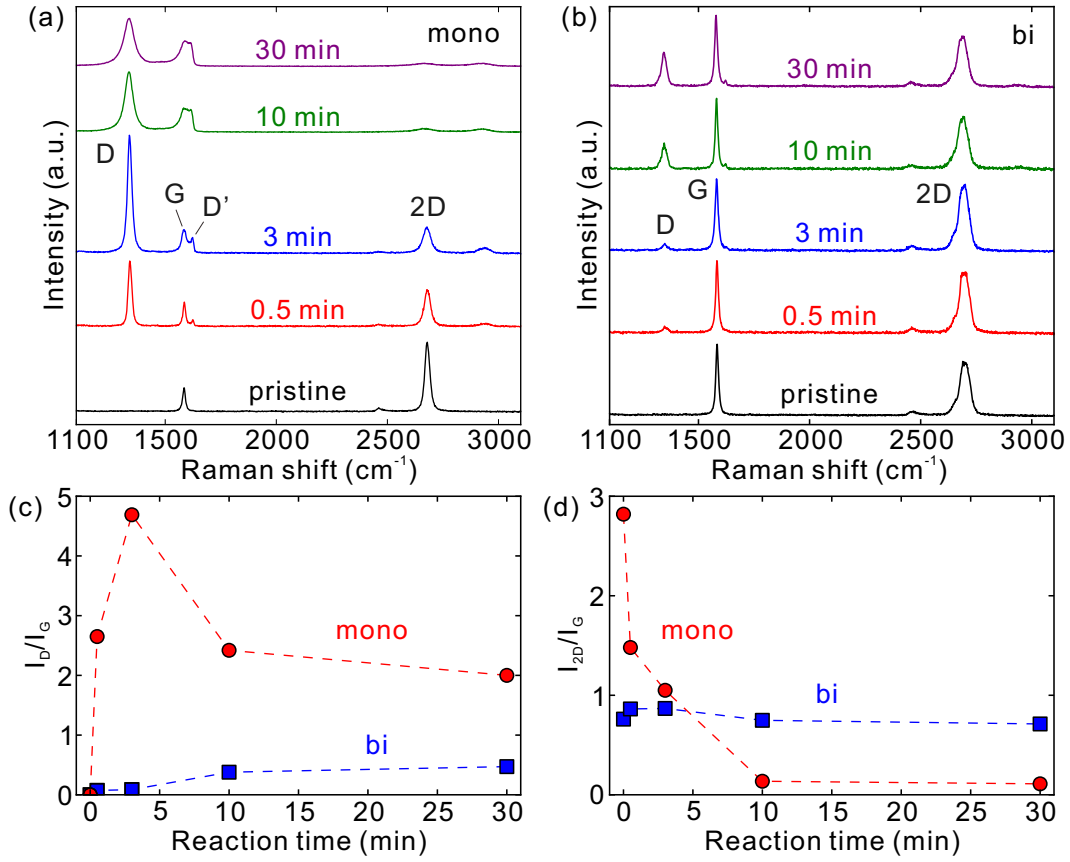 (a)
mono
30 min
10 min
D
G
D’
2D
3 min
0.5 min
pristine
Intensity (a.u.)
1100 1500 2000 2500 3000
Raman shift (cm⁻¹)
(b)
bi
30 min
10 min
G
2D
D
3 min
0.5 min
pristine
Intensity (a.u.)
1100 1500 2000 2500 3000
Raman shift (cm⁻¹)
(c)
5
4
3
2
1
0
I_D/I_G
mono
bi
0 5 10 15 20 25 30
Reaction time (min)
(d)
3
2
1
0
I_2D/I_G
mono
bi
0 5 10 15 20 25 30
Reaction time (min)